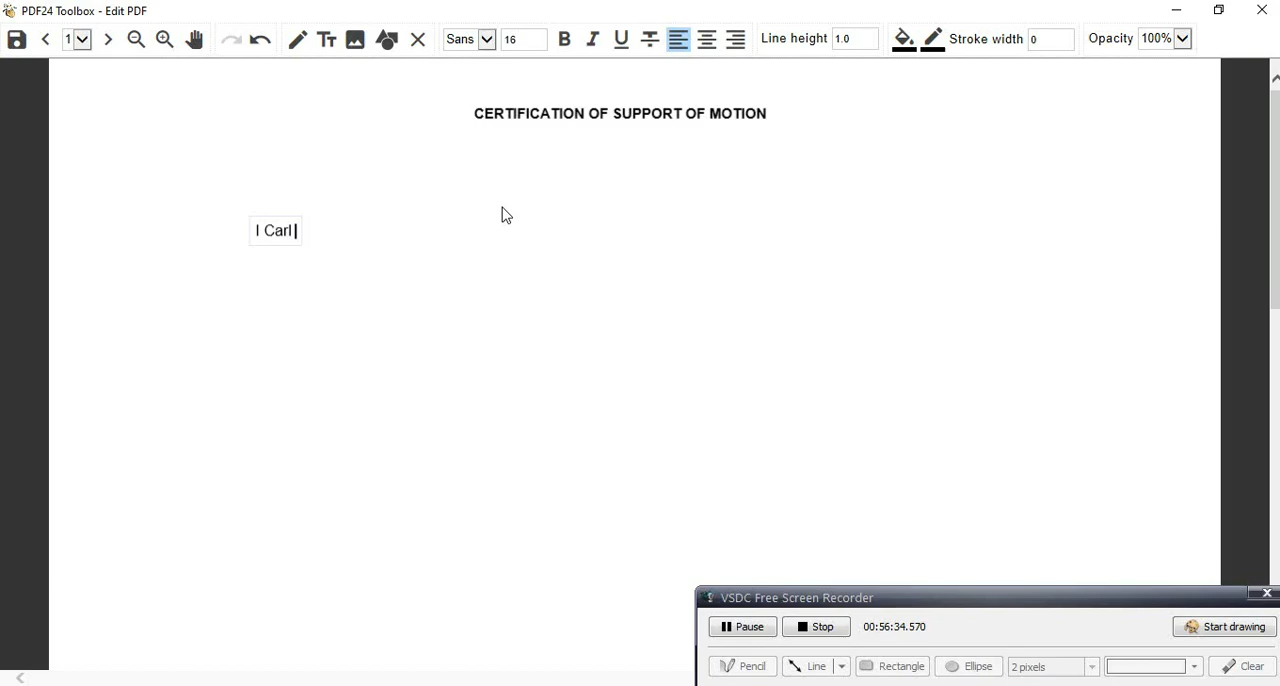 PDF24 Toolbox - Edit PDF
1 Sans 16 Line height 1.0 Stroke width 0 Opacity 100%
CERTIFICATION OF SUPPORT OF MOTION
I Carl
VSDC Free Screen Recorder
Pause Stop 00:56:34.570 Start drawing
Pencil Line Rectangle Ellipse 2 pixels Clear